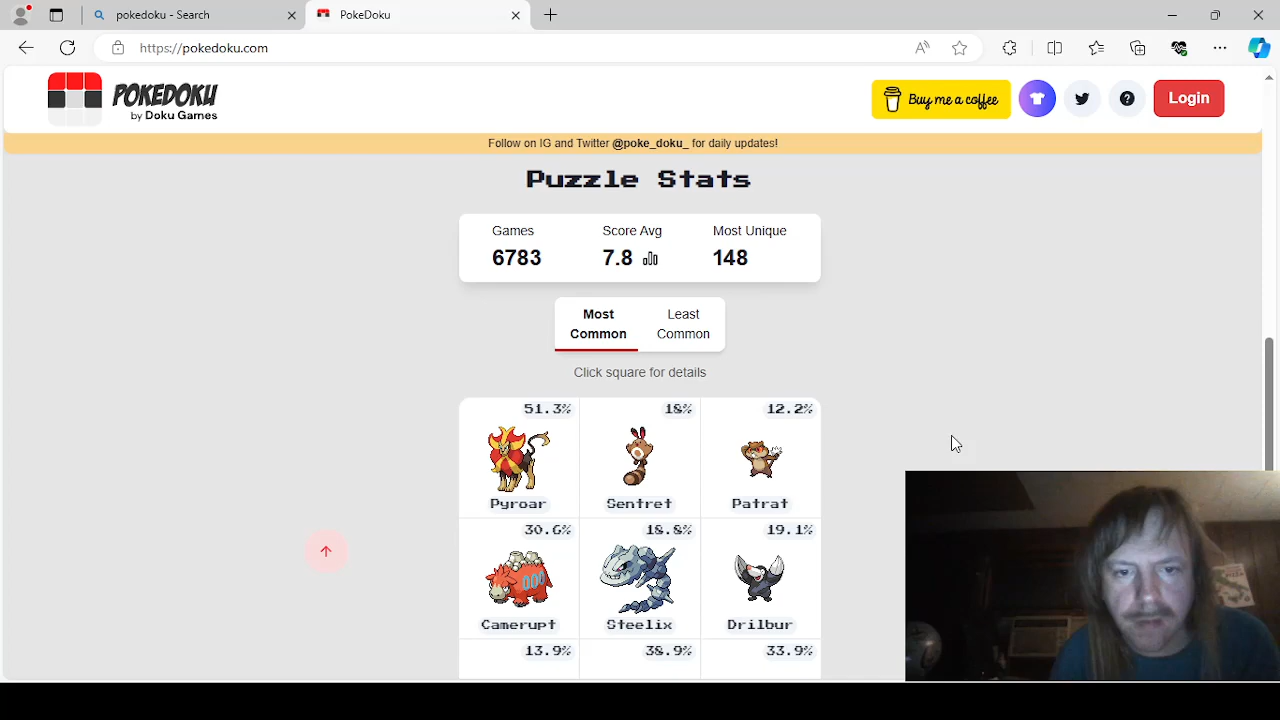 pokedoku - Search
PokeDoku
https://pokedoku.com
POKEDOKU
by Doku Games
Buy me a coffee
Login
Follow on IG and Twitter @poke_doku_ for daily updates!
Puzzle Stats
Games
Score Avg
Most Unique
6783
7.8
148
Most
Common
Least
Common
Click square for details
51.3%
18%
12.2%
Pyroar
Sentret
Patrat
30.6%
18.8%
19.1%
Camerupt
Steelix
Drilbur
13.9%
38.9%
33.9%